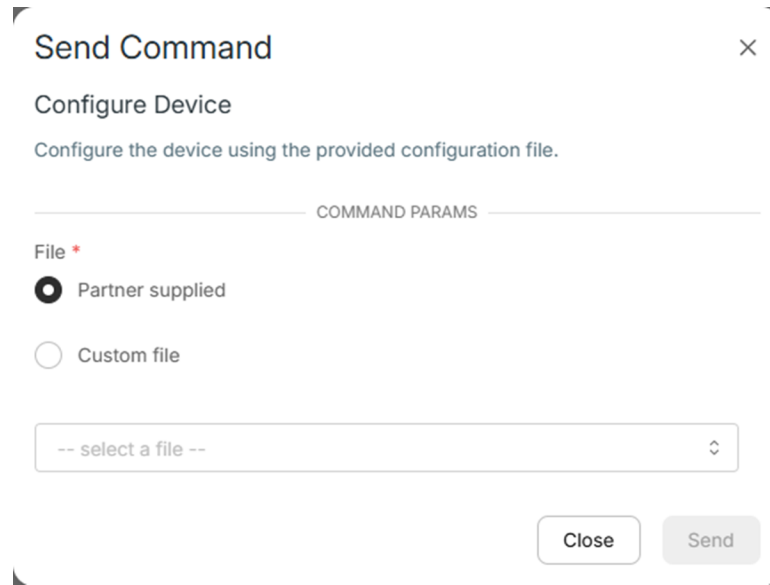 Send Command
Configure Device
Configure the device using the provided configuration file.
COMMAND PARAMS
File *
Partner supplied
Custom file
-- select a file --
Close
Send